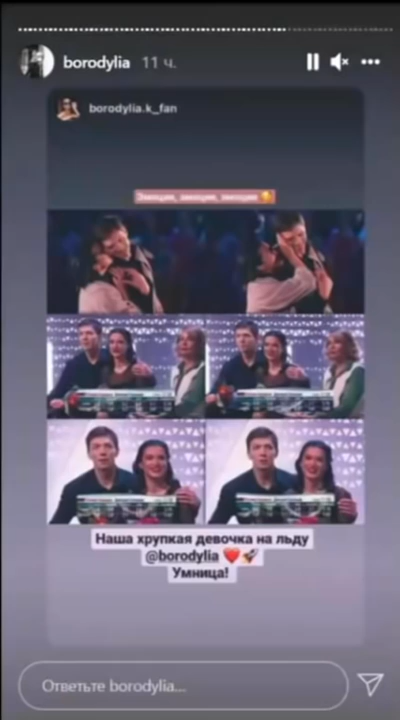 borodylia 11 ч.
borodylia.k_fan
Эмоции, эмоции, эмоции 🥰
Наша хрупкая девочка на льду
@borodylia ❤️🚀
Умница!
Ответьте borodylia...